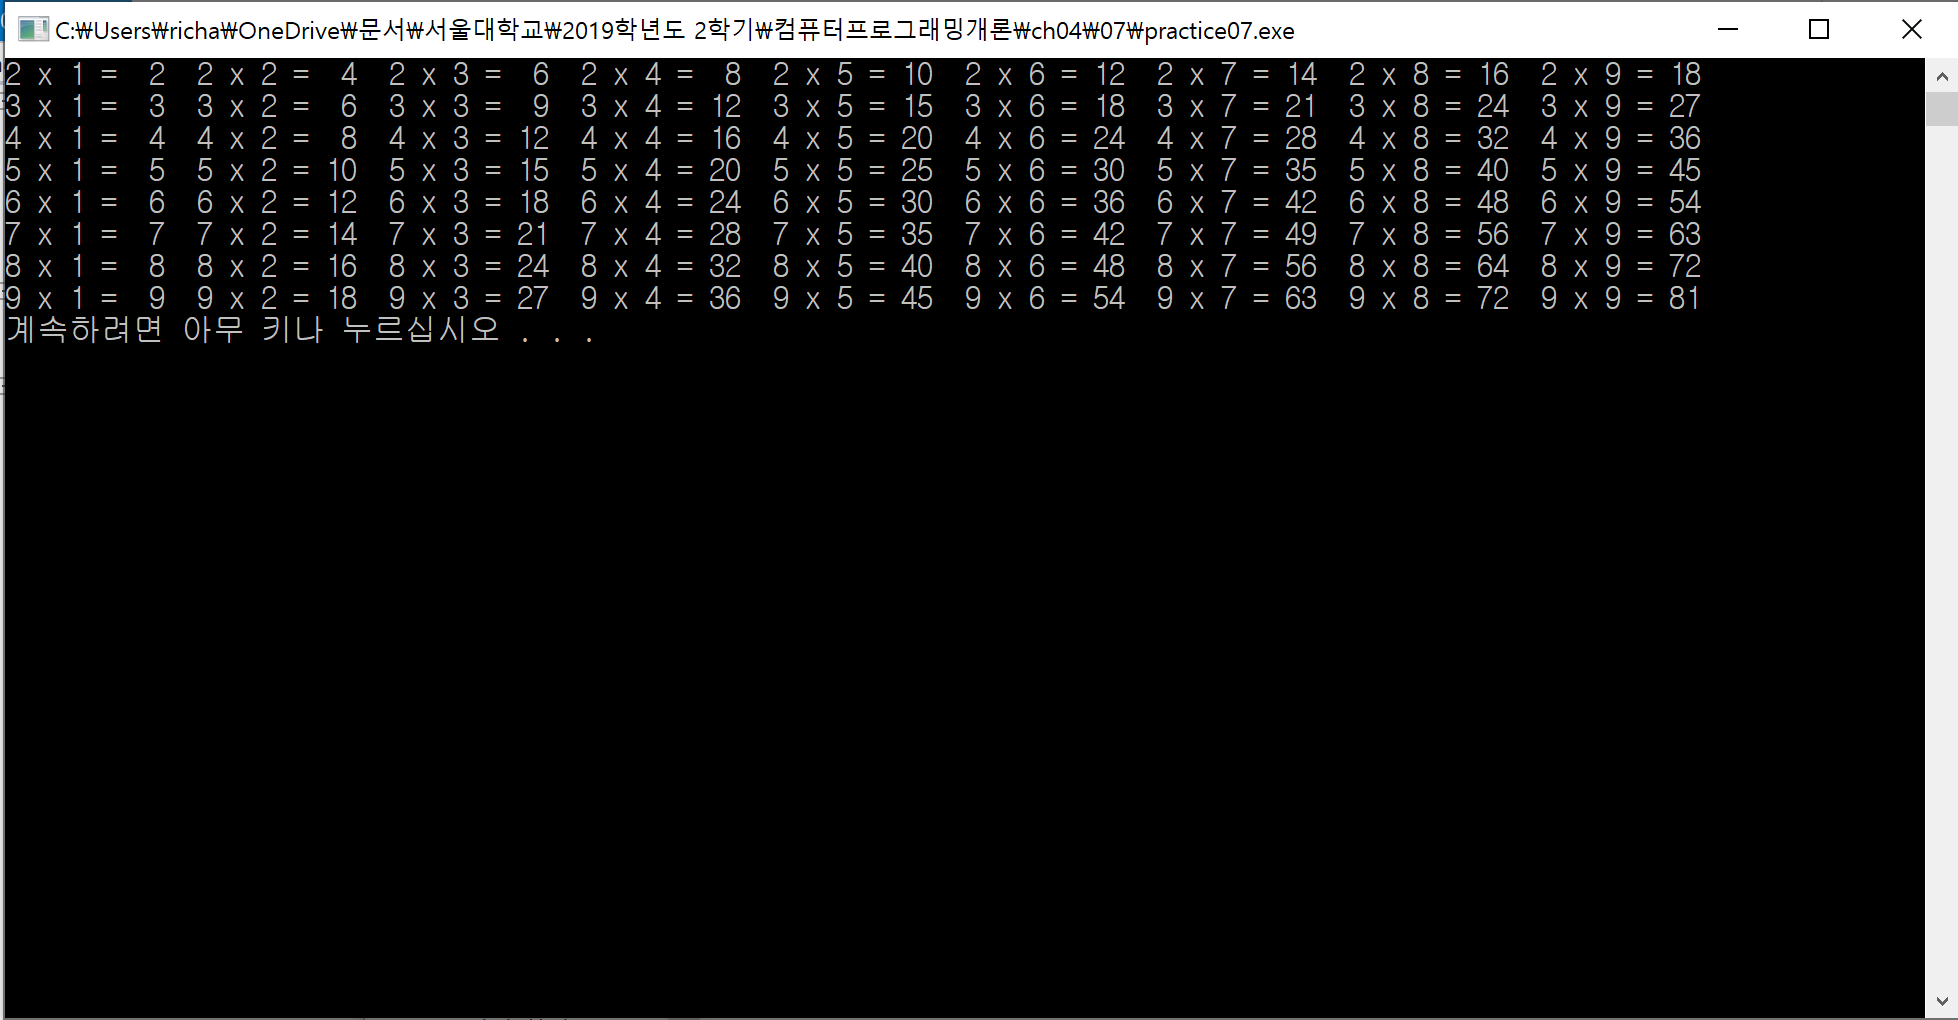 C:₩Users₩richa₩OneDrive₩문서₩서울대학교₩2019학년도 2학기₩컴퓨터프로그래밍개론₩ch04₩07₩practice07.exe
2 x 1 =  2  2 x 2 =  4  2 x 3 =  6  2 x 4 =  8  2 x 5 = 10  2 x 6 = 12  2 x 7 = 14  2 x 8 = 16  2 x 9 = 18
3 x 1 =  3  3 x 2 =  6  3 x 3 =  9  3 x 4 = 12  3 x 5 = 15  3 x 6 = 18  3 x 7 = 21  3 x 8 = 24  3 x 9 = 27
4 x 1 =  4  4 x 2 =  8  4 x 3 = 12  4 x 4 = 16  4 x 5 = 20  4 x 6 = 24  4 x 7 = 28  4 x 8 = 32  4 x 9 = 36
5 x 1 =  5  5 x 2 = 10  5 x 3 = 15  5 x 4 = 20  5 x 5 = 25  5 x 6 = 30  5 x 7 = 35  5 x 8 = 40  5 x 9 = 45
6 x 1 =  6  6 x 2 = 12  6 x 3 = 18  6 x 4 = 24  6 x 5 = 30  6 x 6 = 36  6 x 7 = 42  6 x 8 = 48  6 x 9 = 54
7 x 1 =  7  7 x 2 = 14  7 x 3 = 21  7 x 4 = 28  7 x 5 = 35  7 x 6 = 42  7 x 7 = 49  7 x 8 = 56  7 x 9 = 63
8 x 1 =  8  8 x 2 = 16  8 x 3 = 24  8 x 4 = 32  8 x 5 = 40  8 x 6 = 48  8 x 7 = 56  8 x 8 = 64  8 x 9 = 72
9 x 1 =  9  9 x 2 = 18  9 x 3 = 27  9 x 4 = 36  9 x 5 = 45  9 x 6 = 54  9 x 7 = 63  9 x 8 = 72  9 x 9 = 81
계속하려면 아무 키나 누르십시오 . . .